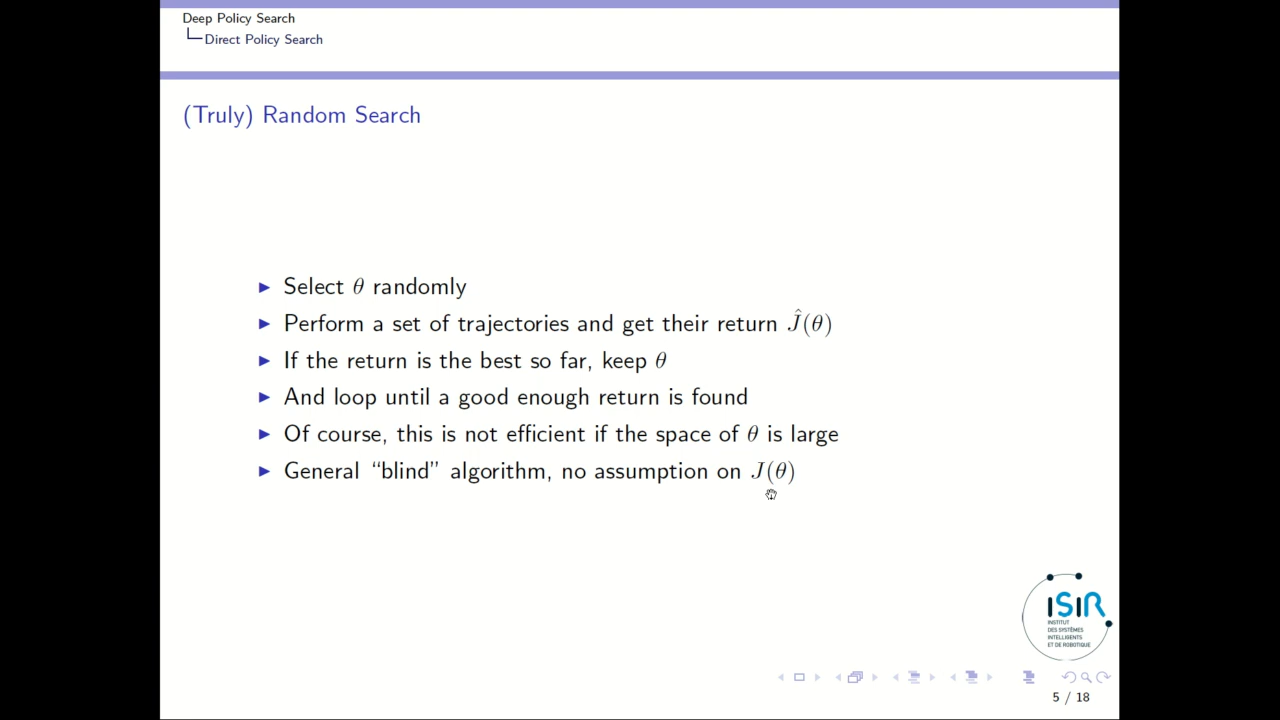 Deep Policy Search
Direct Policy Search
(Truly) Random Search
▶ Select θ randomly
▶ Perform a set of trajectories and get their return Ĵ(θ)
▶ If the return is the best so far, keep θ
▶ And loop until a good enough return is found
▶ Of course, this is not efficient if the space of θ is large
▶ General “blind” algorithm, no assumption on J(θ)
ISIR
INSTITUT
DES SYSTÈMES
INTELLIGENTS
ET DE ROBOTIQUE
5 / 18